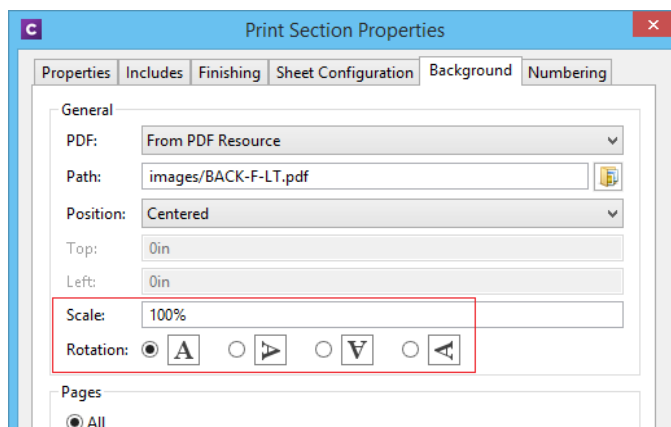 C Print Section Properties
Properties Includes Finishing Sheet Configuration Background Numbering
General
PDF: From PDF Resource
Path: images/BACK-F-LT.pdf
Position: Centered
Top: 0in
Left: 0in
Scale: 100%
Rotation: A A A A
Pages
All